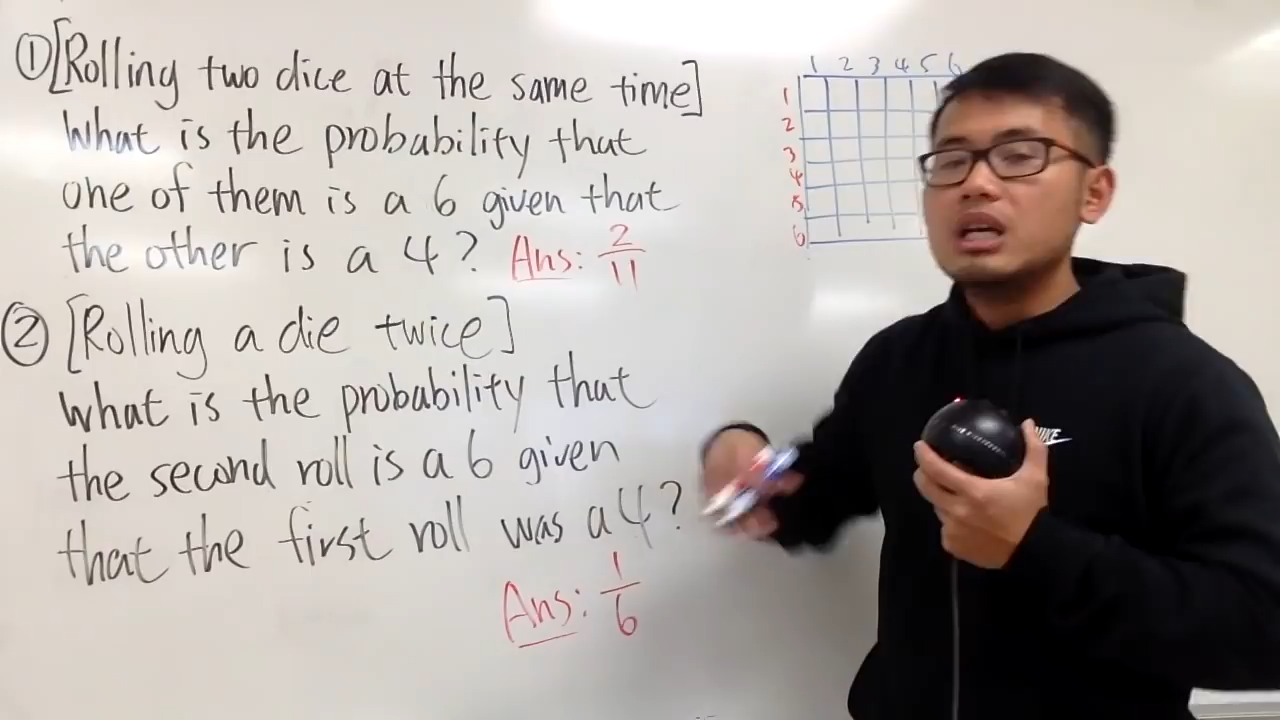 ①[Rolling two dice at the same time]
What is the probability that
one of them is a 6 given that
the other is a 4? Ans: 2/11
②[Rolling a die twice]
What is the probability that
the second roll is a 6 given
that the first roll was a 4?
Ans: 1/6
1 2 3 4 5 6
1
2
3
4
5
6
NIKE